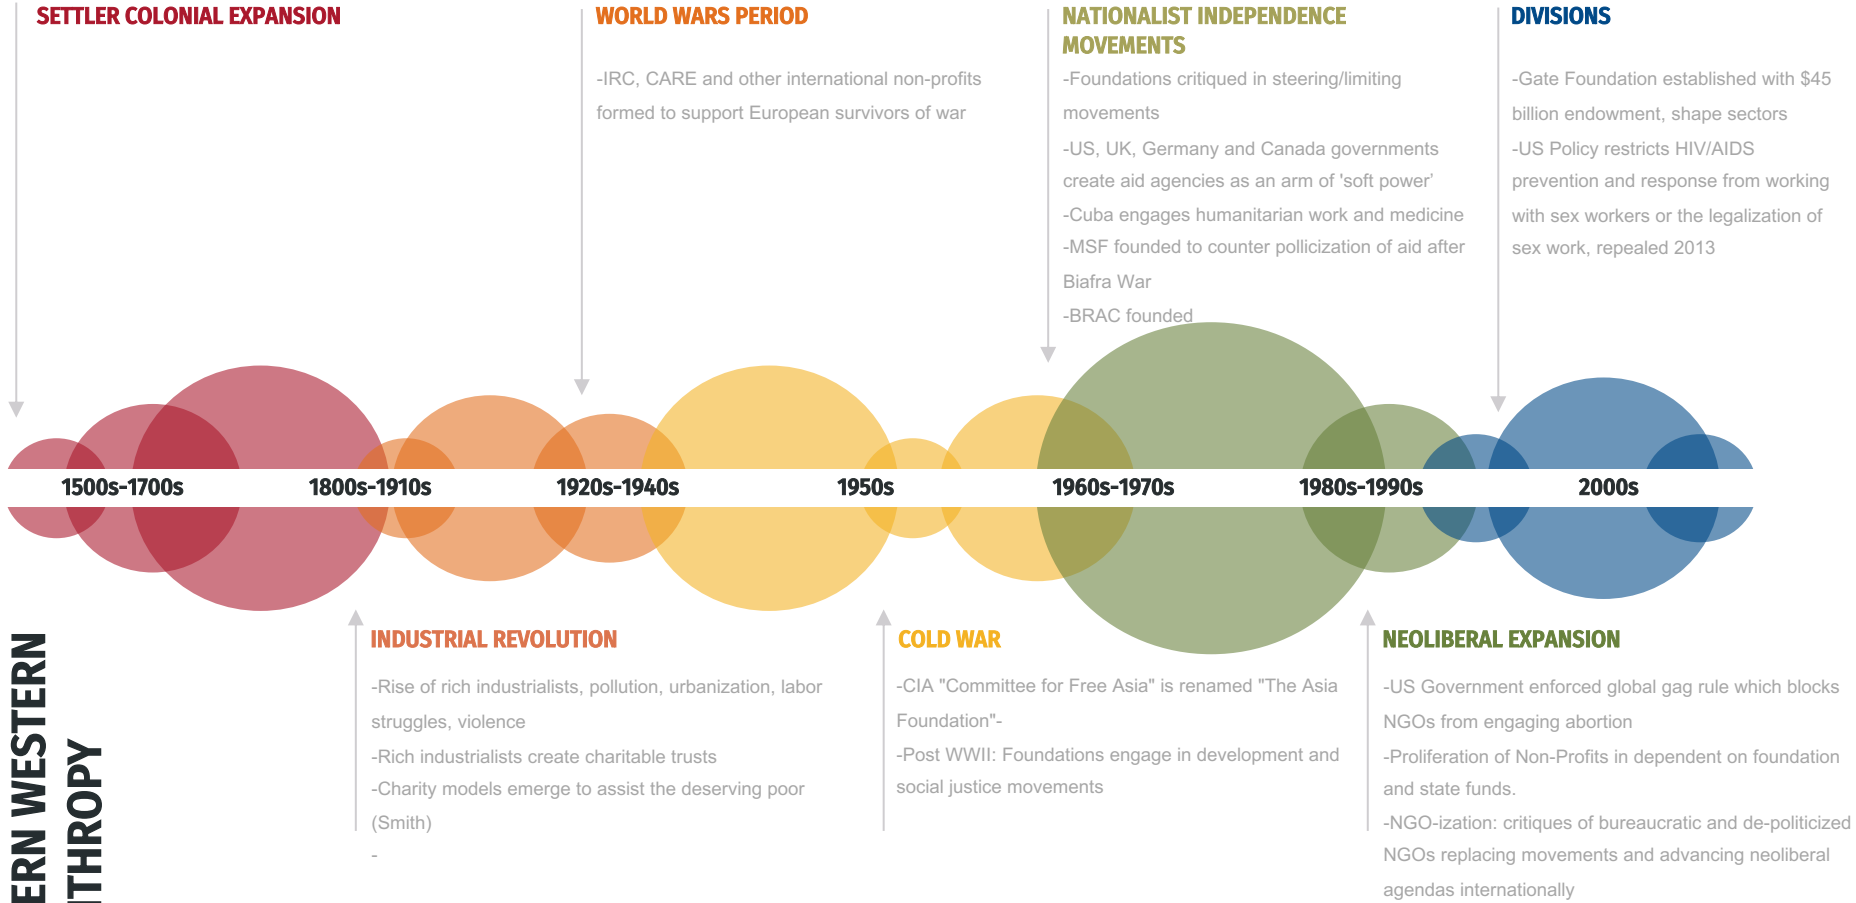 SETTLER COLONIAL EXPANSION
WORLD WARS PERIOD
-IRC, CARE and other international non-profits
formed to support European survivors of war
NATIONALIST INDEPENDENCE
MOVEMENTS
-Foundations critiqued in steering/limiting
movements
-US, UK, Germany and Canada governments
create aid agencies as an arm of 'soft power’
-Cuba engages humanitarian work and medicine
-MSF founded to counter pollicization of aid after
Biafra War
-BRAC founded
DIVISIONS
-Gate Foundation established with $45
billion endowment, shape sectors
-US Policy restricts HIV/AIDS
prevention and response from working
with sex workers or the legalization of
sex work, repealed 2013
1500s-1700s
1800s-1910s
1920s-1940s
1950s
1960s-1970s
1980s-1990s
2000s
INDUSTRIAL REVOLUTION
-Rise of rich industrialists, pollution, urbanization, labor
struggles, violence
-Rich industrialists create charitable trusts
-Charity models emerge to assist the deserving poor
(Smith)
-
COLD WAR
-CIA "Committee for Free Asia" is renamed "The Asia
Foundation"-
-Post WWII: Foundations engage in development and
social justice movements
NEOLIBERAL EXPANSION
-US Government enforced global gag rule which blocks
NGOs from engaging abortion
-Proliferation of Non-Profits in dependent on foundation
and state funds.
-NGO-ization: critiques of bureaucratic and de-politicized
NGOs replacing movements and advancing neoliberal
agendas internationally
ERN WESTERN
THROPY